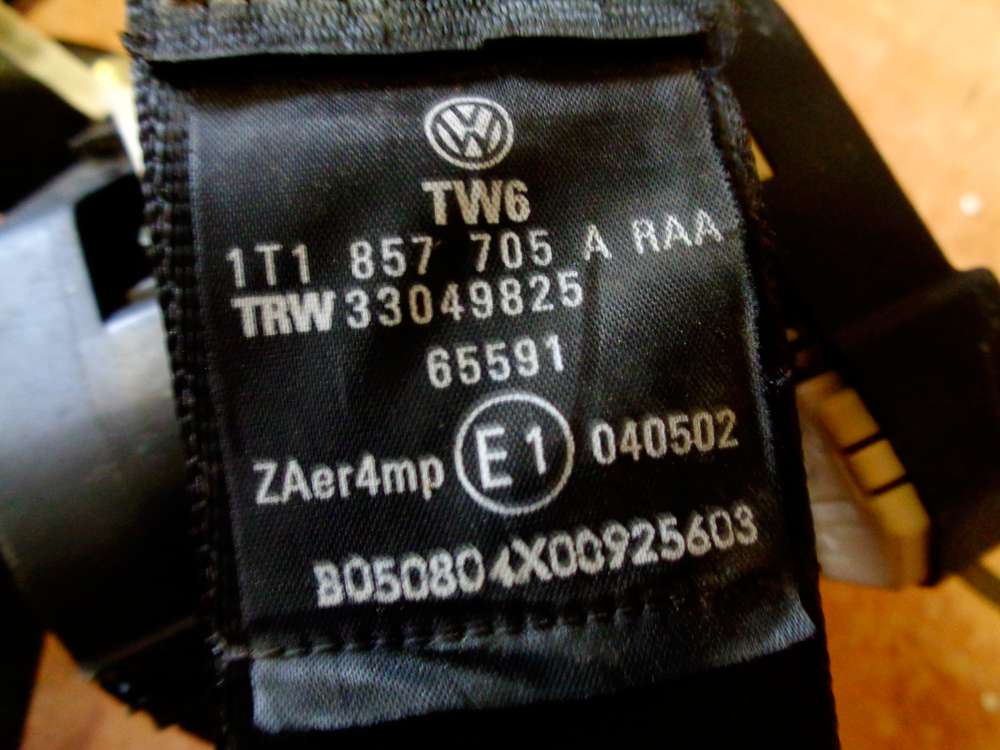 VW
TW6
1T1 857 705 A RAA
TRW 33049825
65591
ZAer4mp E1 040502
B050804X00925603